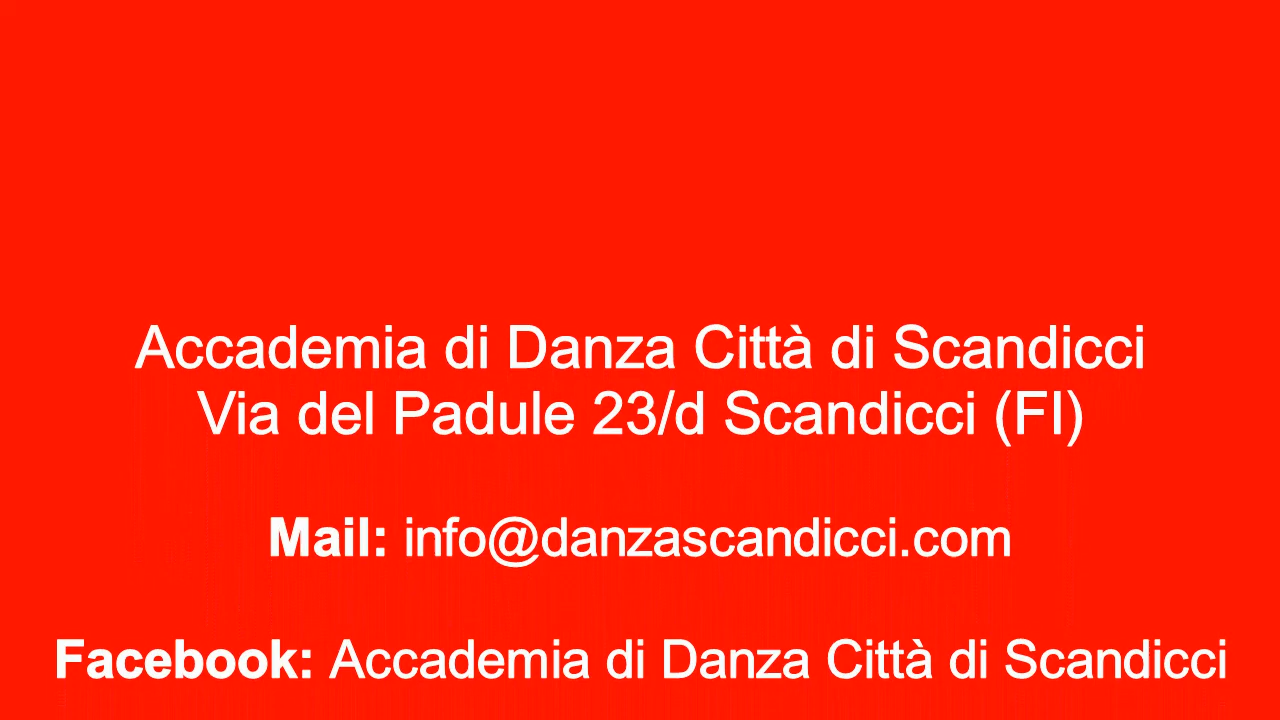 Accademia di Danza Città di Scandicci
Via del Padule 23/d Scandicci (FI)
Mail: info@danzascandicci.com
Facebook: Accademia di Danza Città di Scandicci